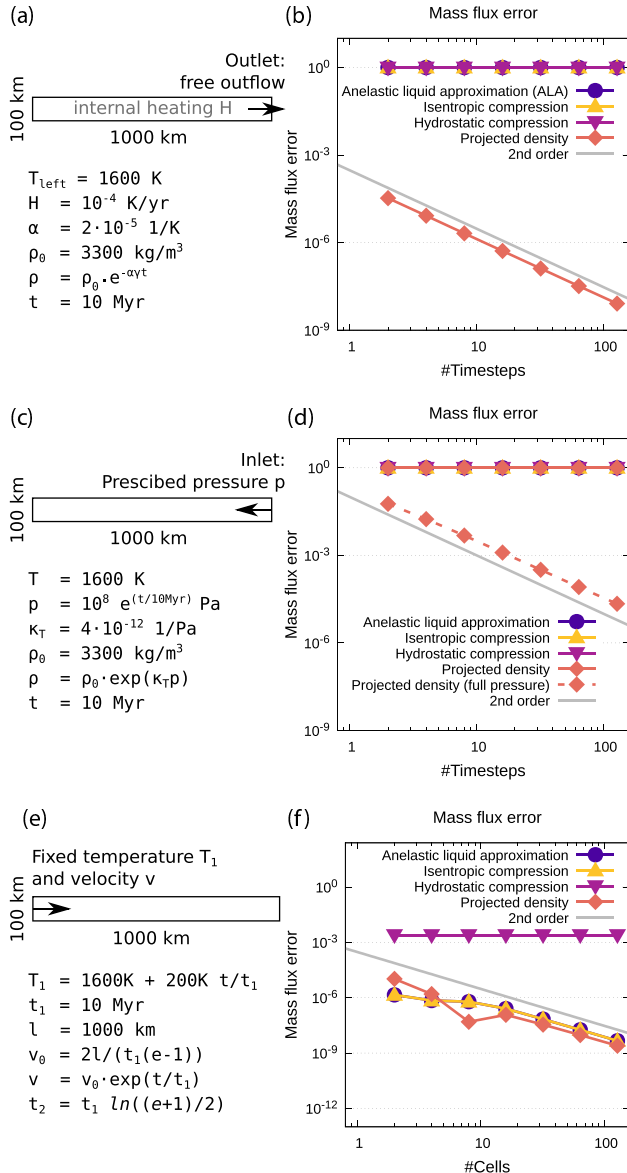 (a)
Outlet:
free outflow
100 km
internal heating H
1000 km
T_left = 1600 K
H = 10^-4 K/yr
α = 2·10^-5 1/K
ρ_0 = 3300 kg/m^3
ρ = ρ_0·e^-αγt
t = 10 Myr
(b)
Mass flux error
Mass flux error
10^0
10^-3
10^-6
10^-9
Anelastic liquid approximation (ALA)
Isentropic compression
Hydrostatic compression
Projected density
2nd order
1
10
100
#Timesteps
(c)
Inlet:
Prescibed pressure p
100 km
1000 km
T = 1600 K
p = 10^8 e^(t/10Myr) Pa
κ_T = 4·10^-12 1/Pa
ρ_0 = 3300 kg/m^3
ρ = ρ_0·exp(κ_Tp)
t = 10 Myr
(d)
Mass flux error
Mass flux error
10^0
10^-3
10^-6
10^-9
Anelastic liquid approximation
Isentropic compression
Hydrostatic compression
Projected density
Projected density (full pressure)
2nd order
1
10
100
#Timesteps
(e)
Fixed temperature T_1
and velocity v
100 km
1000 km
T_1 = 1600K + 200K t/t_1
t_1 = 10 Myr
l = 1000 km
v_0 = 2l/(t_1(e-1))
v = v_0·exp(t/t_1)
t_2 = t_1 ln((e+1)/2)
(f)
Mass flux error
Mass flux error
10^0
10^-3
10^-6
10^-9
10^-12
Anelastic liquid approximation
Isentropic compression
Hydrostatic compression
Projected density
2nd order
1
10
100
#Cells